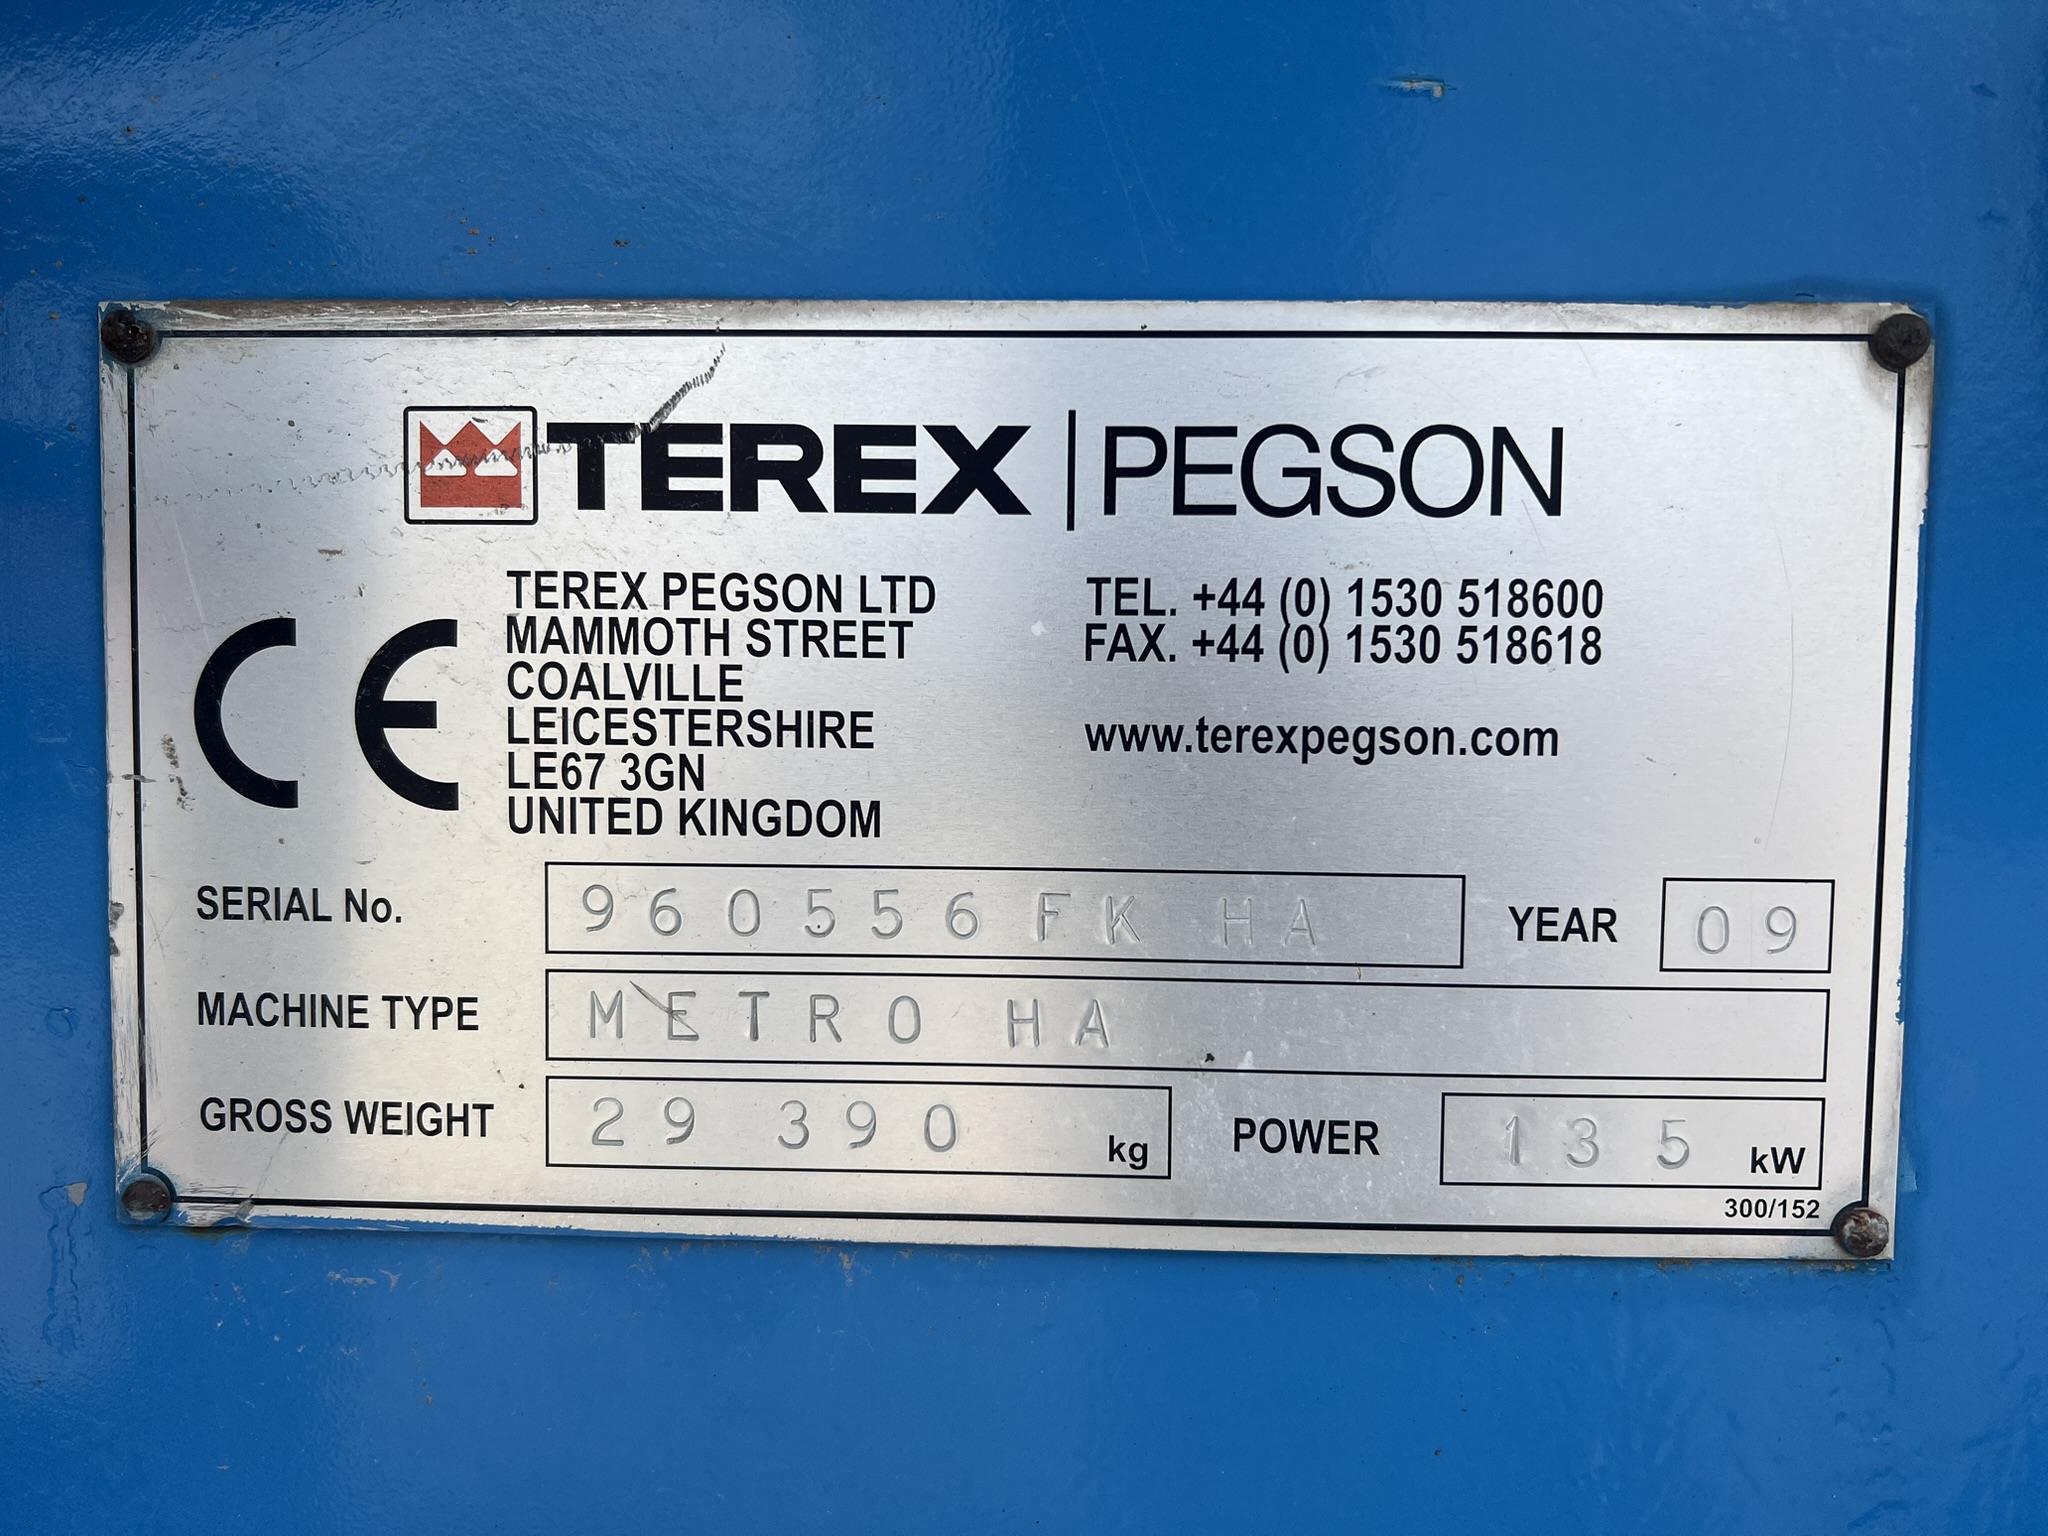 TEREX | PEGSON
TEREX PEGSON LTD
MAMMOTH STREET
COALVILLE
LEICESTERSHIRE
LE67 3GN
UNITED KINGDOM
TEL. +44 (0) 1530 518600
FAX. +44 (0) 1530 518618
www.terexpegson.com
CE
SERIAL No. 960556FK HA YEAR 09
MACHINE TYPE METRO HA
GROSS WEIGHT 29 390 kg POWER 135 kW
300/152